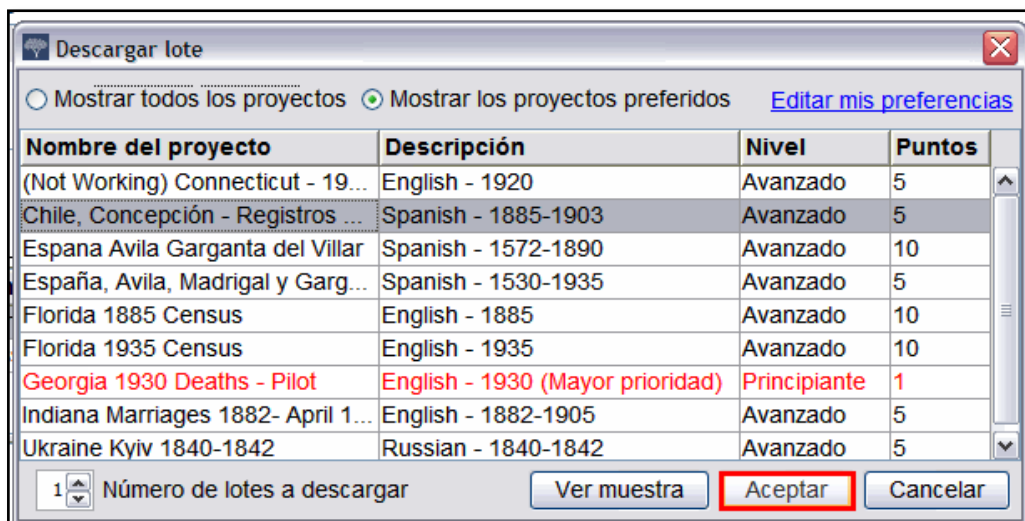 Descargar lote
Mostrar todos los proyectos Mostrar los proyectos preferidos Editar mis preferencias
Nombre del proyecto Descripción Nivel Puntos
(Not Working) Connecticut - 19... English - 1920 Avanzado 5
Chile, Concepción - Registros ... Spanish - 1885-1903 Avanzado 5
Espana Avila Garganta del Villar Spanish - 1572-1890 Avanzado 10
España, Avila, Madrigal y Garg... Spanish - 1530-1935 Avanzado 5
Florida 1885 Census English - 1885 Avanzado 10
Florida 1935 Census English - 1935 Avanzado 10
Georgia 1930 Deaths - Pilot English - 1930 (Mayor prioridad) Principiante 1
Indiana Marriages 1882- April 1... English - 1882-1905 Avanzado 5
Ukraine Kyiv 1840-1842 Russian - 1840-1842 Avanzado 5
1 Número de lotes a descargar Ver muestra Aceptar Cancelar